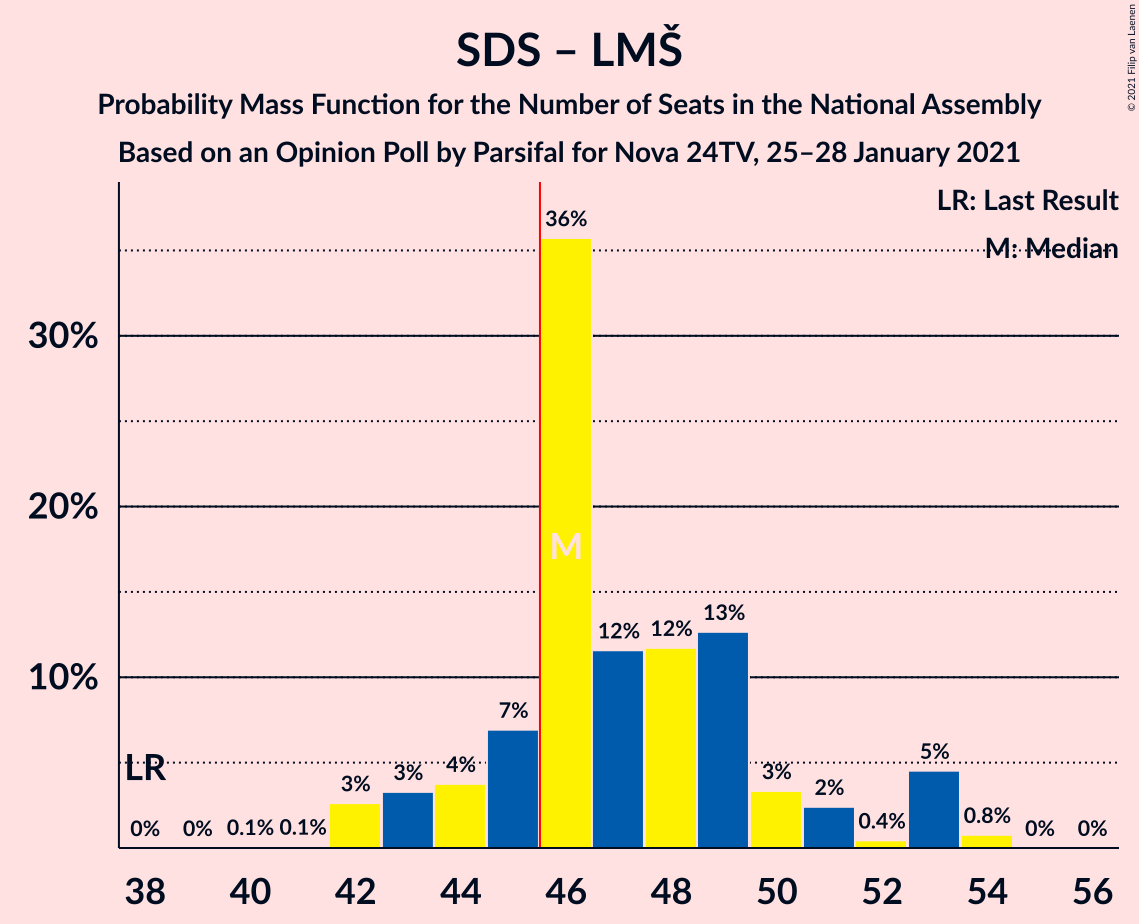 SDS – LMŠ
Probability Mass Function for the Number of Seats in the National Assembly
Based on an Opinion Poll by Parsifal for Nova 24TV, 25–28 January 2021
© 2021 Filip van Laenen
LR: Last Result
M: Median
36%
30%
20%
M
13%
12% 12%
10%
7%
5%
LR
3% 3% 4% 3% 2%
0% 0% 0.1% 0.1% 0.4% 0.8% 0% 0%
38 40 42 44 46 48 50 52 54 56